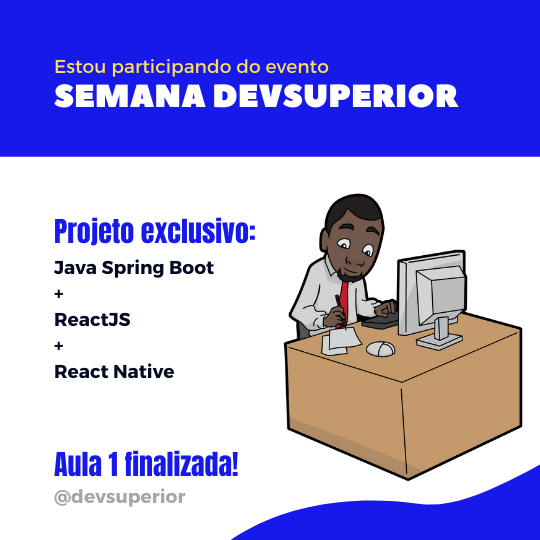 Estou participando do evento
SEMANA DEVSUPERIOR
Projeto exclusivo:
Java Spring Boot
+
ReactJS
+
React Native
Aula 1 finalizada!
@devsuperior